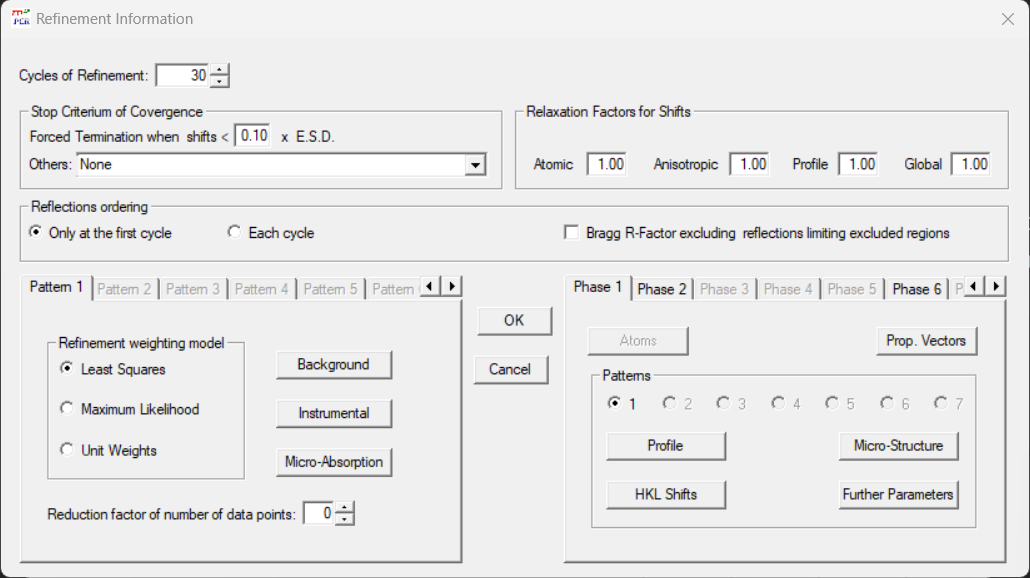 Refinement Information
Cycles of Refinement: 30
Stop Criterium of Covergence
Forced Termination when shifts < 0.10 x E.S.D.
Others: None
Relaxation Factors for Shifts
Atomic 1.00 Anisotropic 1.00 Profile 1.00 Global 1.00
Reflections ordering
Only at the first cycle Each cycle Bragg R-Factor excluding reflections limiting excluded regions
Pattern 1 Pattern 2 Pattern 3 Pattern 4 Pattern 5 Pattern
Refinement weighting model
Least Squares
Maximum Likelihood
Unit Weights
Background
Instrumental
Micro-Absorption
Reduction factor of number of data points: 0
OK
Cancel
Phase 1 Phase 2 Phase 3 Phase 4 Phase 5 Phase 6 P
Atoms Prop. Vectors
Patterns
1 2 3 4 5 6 7
Profile Micro-Structure
HKL Shifts Further Parameters